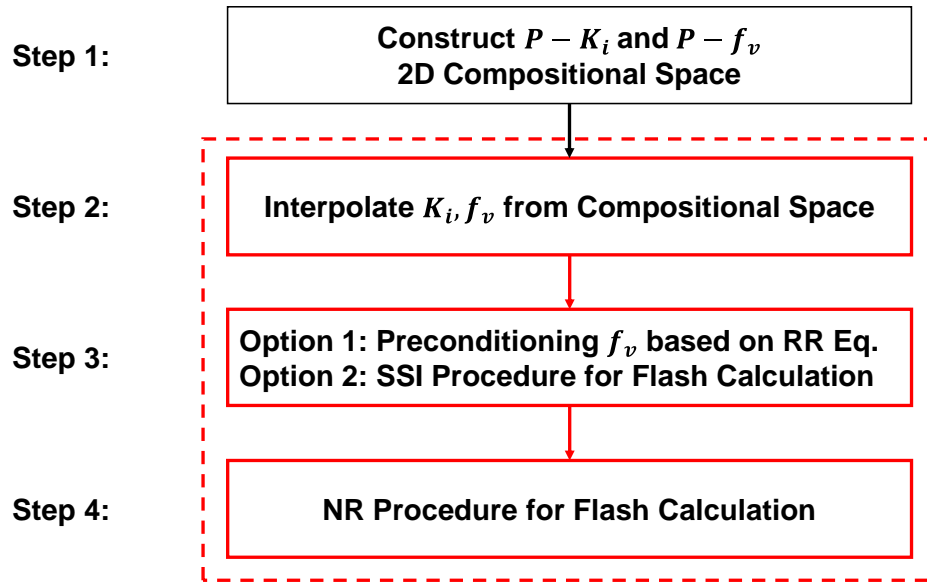 Step 1:
Construct P − K_i and P − f_v
2D Compositional Space
Step 2:
Interpolate K_i, f_v from Compositional Space
Step 3:
Option 1: Preconditioning f_v based on RR Eq.
Option 2: SSI Procedure for Flash Calculation
Step 4:
NR Procedure for Flash Calculation